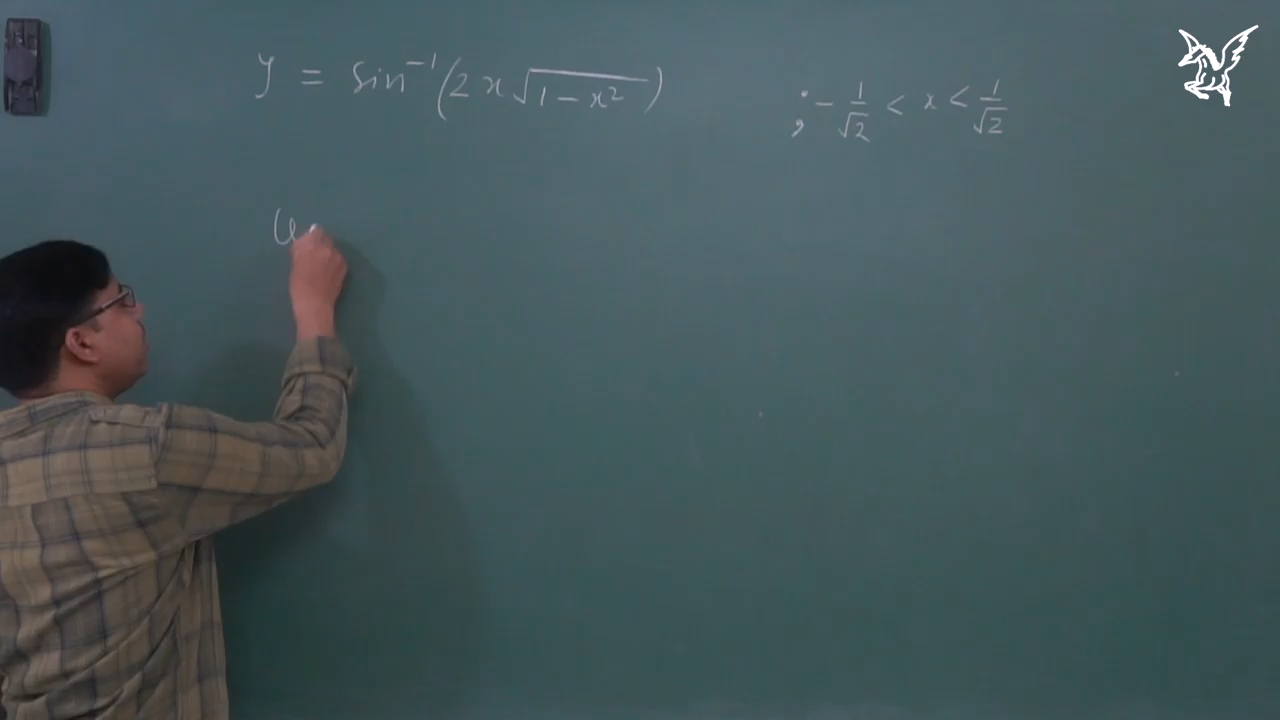 y = sin⁻¹(2x√(1-x²)) ; -1/√2 < x < 1/√2